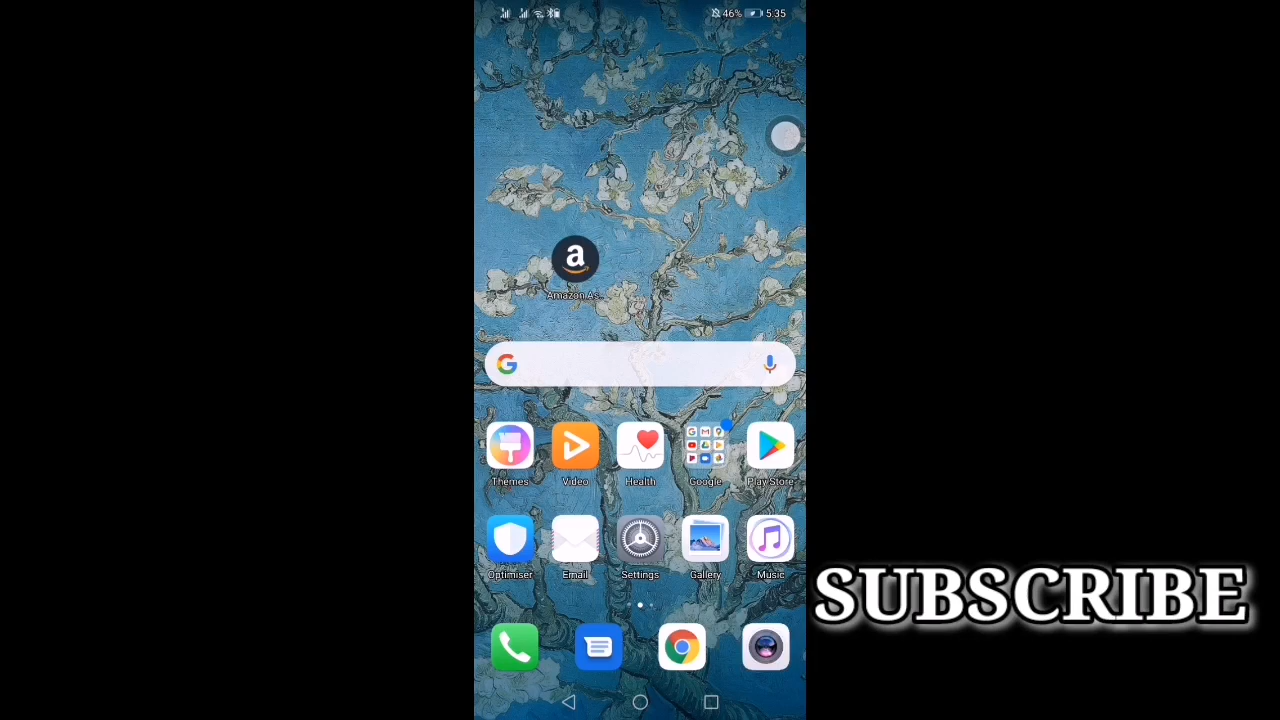 46% 5:35
a
Amazon As..
G
Themes Video Health Google Play Store
Optimiser Email Settings Gallery Music
SUBSCRIBE